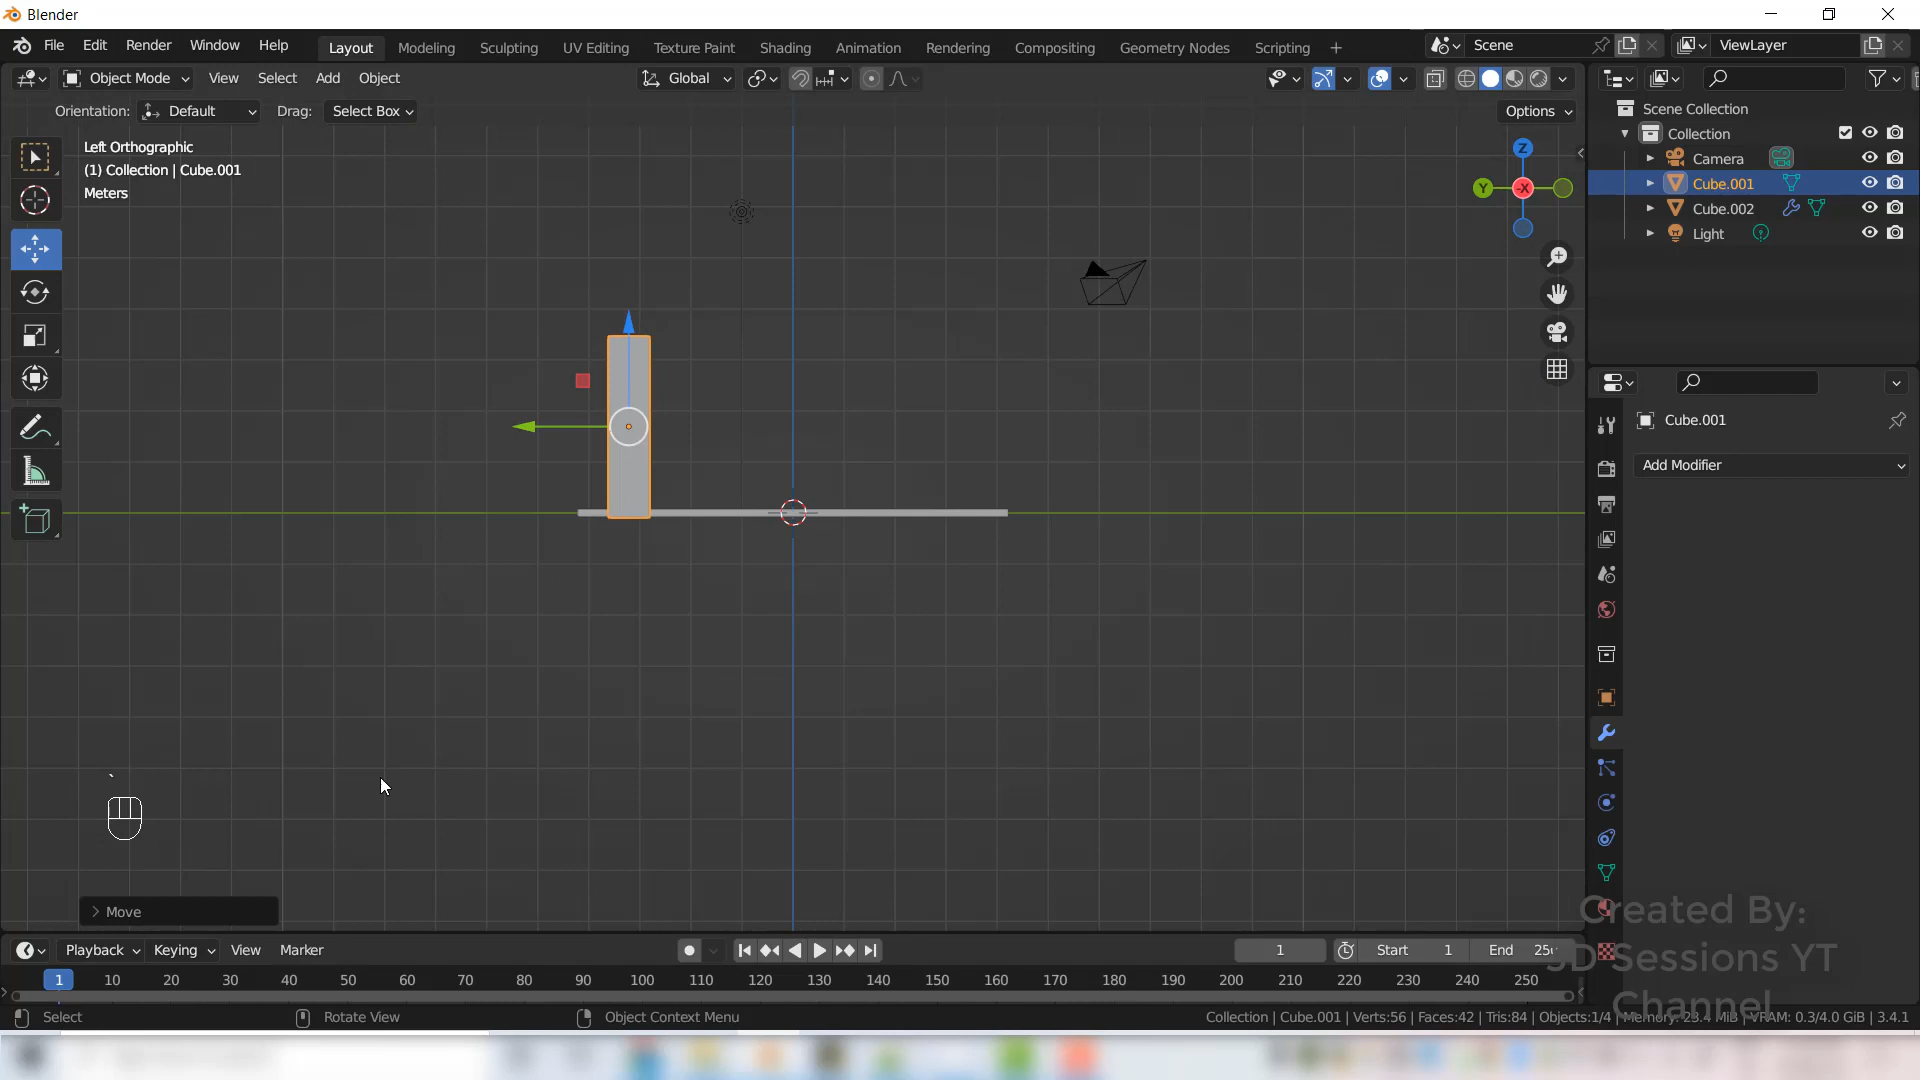 Blender
File Edit Render Window Help Layout Modeling Sculpting UV Editing Texture Paint Shading Animation Rendering Compositing Geometry Nodes Scripting + Scene ViewLayer
Object Mode View Select Add Object Global
Orientation: Default Drag: Select Box Options
Left Orthographic
(1) Collection | Cube.001
Meters
Z
Y
-X
Scene Collection
Collection
Camera
Cube.001
Cube.002
Light
Cube.001
Add Modifier
`
Move
Created By:
3D Sessions YT
Channel
Playback Keying View Marker 1 Start 1 End
1 10 20 30 40 50 60 70 80 90 100 110 120 130 140 150 160 170 180 190 200 210 220 230 240 250
Select Rotate View Object Context Menu Collection | Cube.001 | Verts:56 | Faces:42 | Tris:84 | Objects:1/4 | Memory: 23.4 MiB | VRAM: 0.3/4.0 GiB | 3.4.1